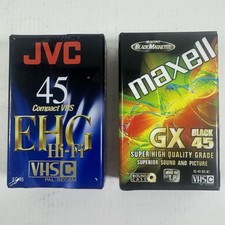 JVC
45
Compact VHS
EHG
Hi-Fi
VHS C
PAL/SECAM
BLACK MAGNETITE
maxell
GX BLACK
45
SUPER HIGH QUALITY GRADE
SUPERIOR SOUND AND PICTURE
VHS C